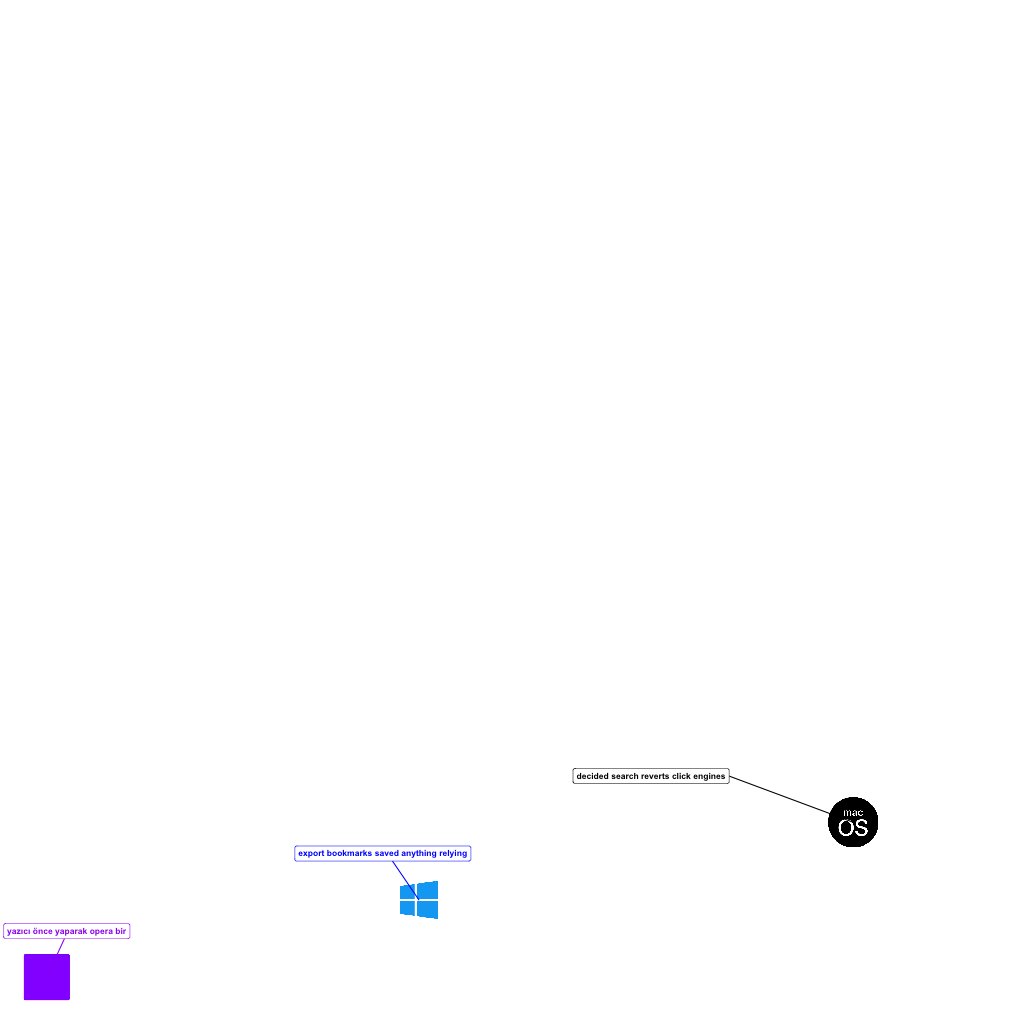 decided search reverts click engines
mac
OS
export bookmarks saved anything relying
yazıcı önce yaparak opera bir